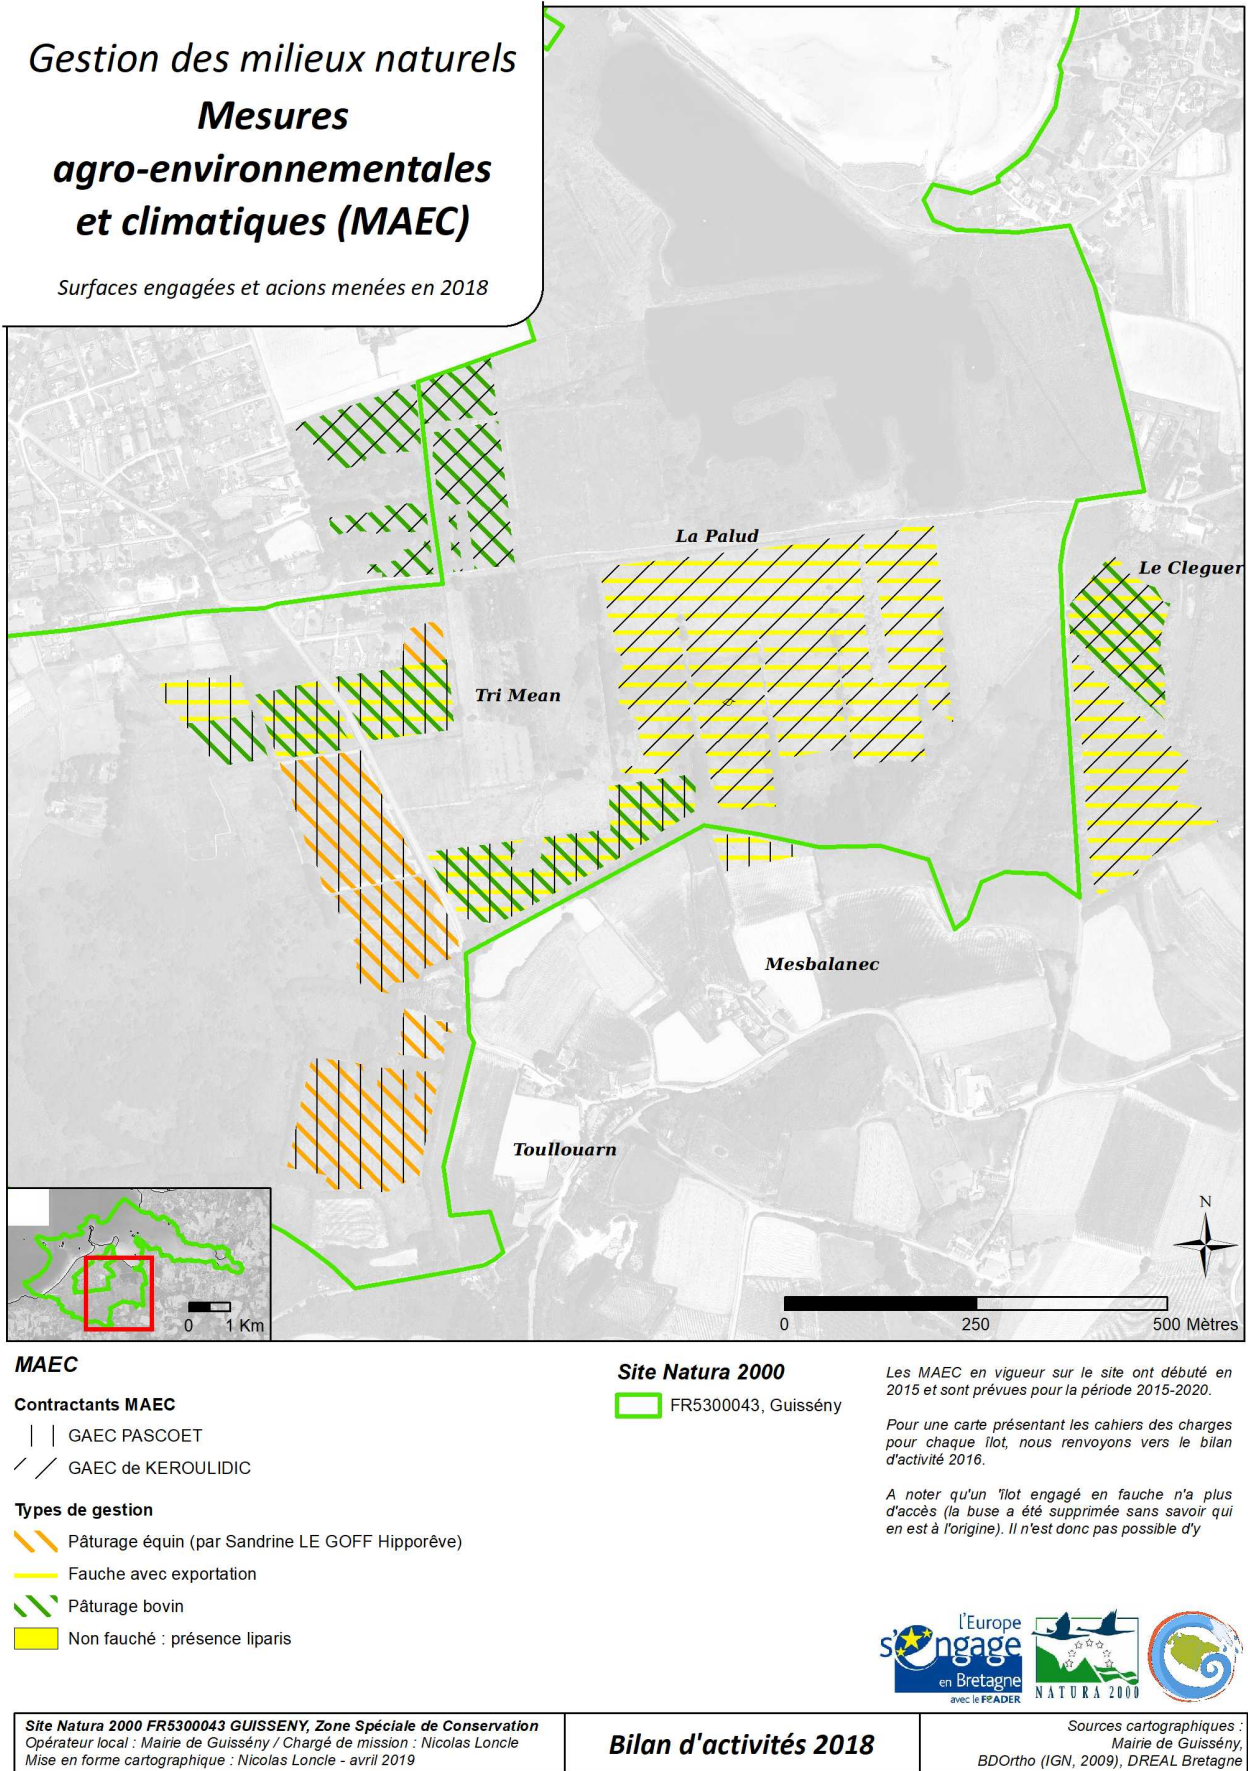 Gestion des milieux naturels
Mesures
agro-environnementales
et climatiques (MAEC)
Surfaces engagées et acions menées en 2018
La Palud
Le Cleguer
Tri Mean
Mesbalanec
Toullouarn
N
0 1 Km
0 250 500 Mètres
MAEC
Contractants MAEC
GAEC PASCOET
GAEC de KEROULIDIC
Types de gestion
Pâturage équin (par Sandrine LE GOFF Hipporêve)
Fauche avec exportation
Pâturage bovin
Non fauché : présence liparis
Site Natura 2000
FR5300043, Guissény
Les MAEC en vigueur sur le site ont débuté en
2015 et sont prévues pour la période 2015-2020.
Pour une carte présentant les cahiers des charges
pour chaque îlot, nous renvoyons vers le bilan
d'activité 2016.
A noter qu'un 'îlot engagé en fauche n'a plus
d'accès (la buse a été supprimée sans savoir qui
en est à l'origine). Il n'est donc pas possible d'y
l'Europe
s'engage
en Bretagne
avec le FEADER
NATURA 2000
Site Natura 2000 FR5300043 GUISSENY, Zone Spéciale de Conservation
Opérateur local : Mairie de Guissény / Chargé de mission : Nicolas Loncle
Mise en forme cartographique : Nicolas Loncle - avril 2019
Bilan d'activités 2018
Sources cartographiques :
Mairie de Guissény,
BDOrtho (IGN, 2009), DREAL Bretagne